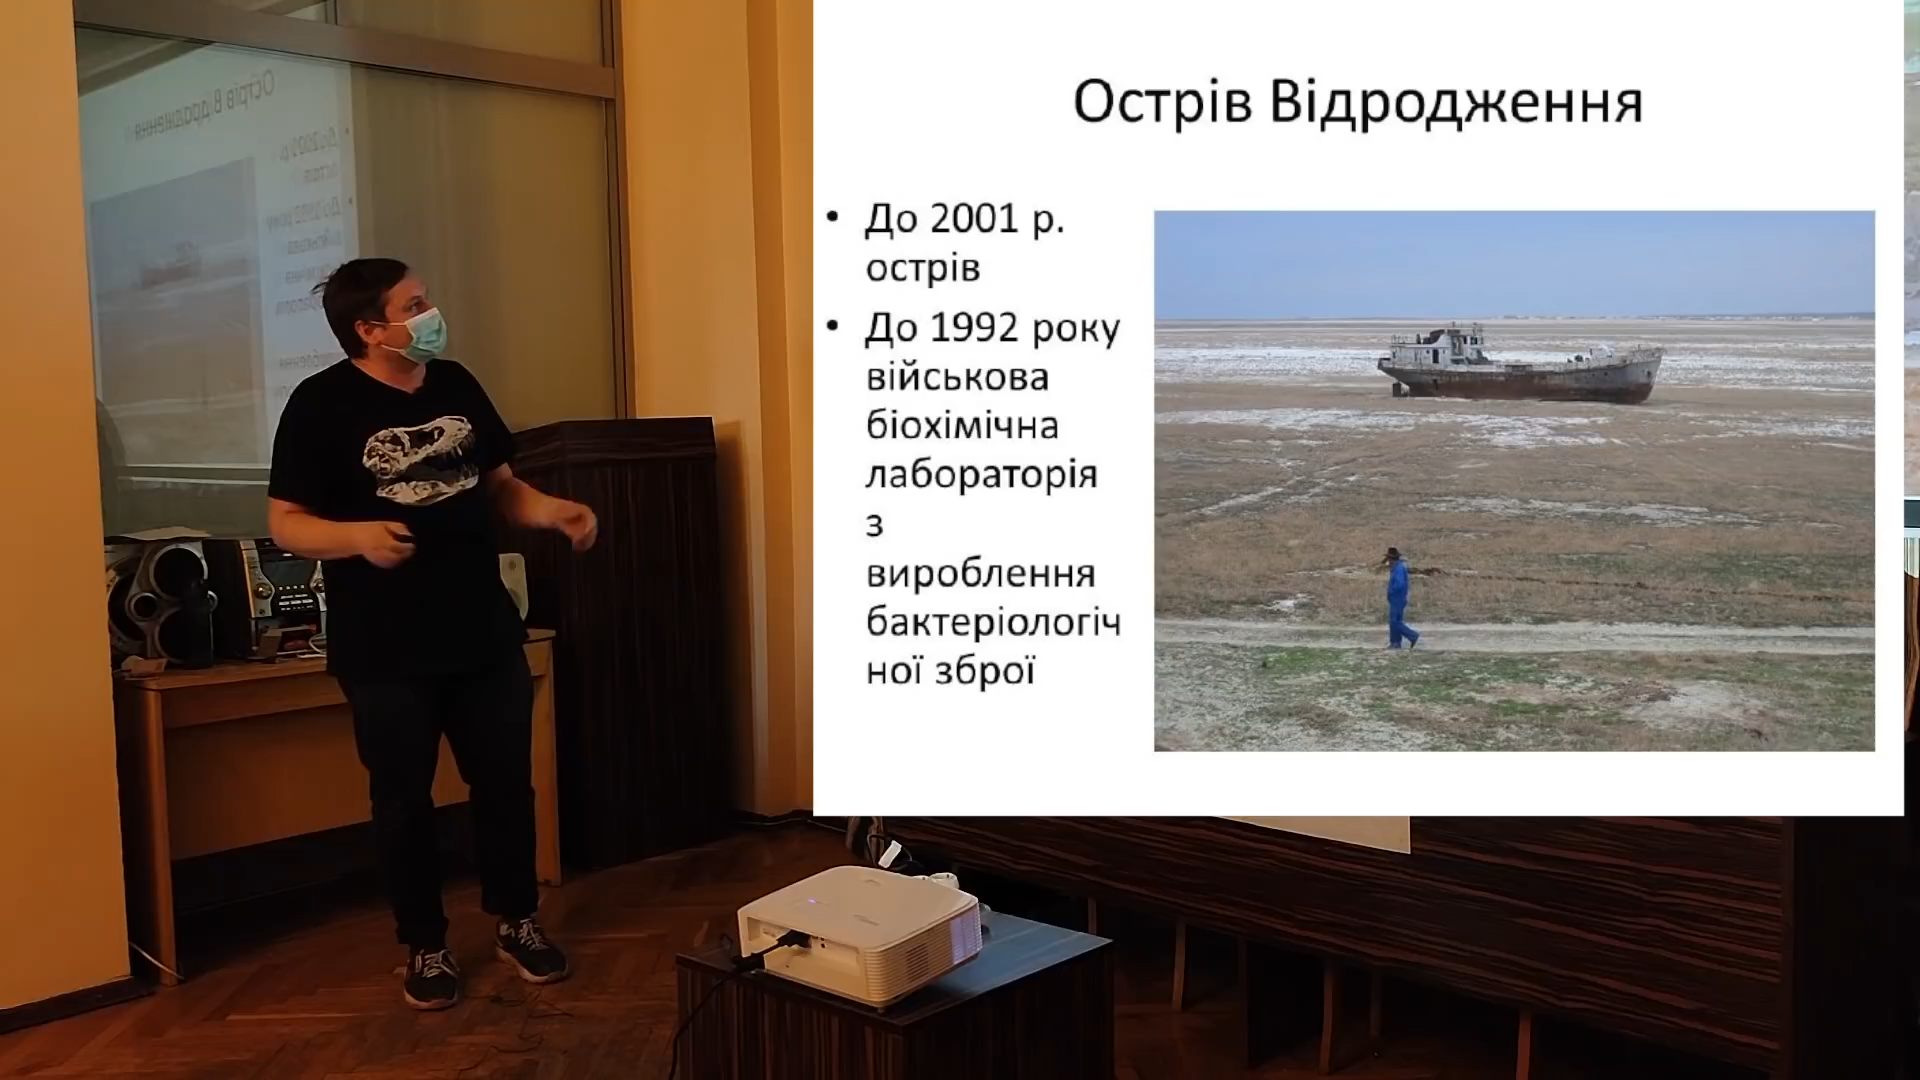 Острів Відродження
• До 2001 р.
острів
• До 1992 року
військова
біохімічна
лабораторія
з
вироблення
бактеріологіч
ної зброї